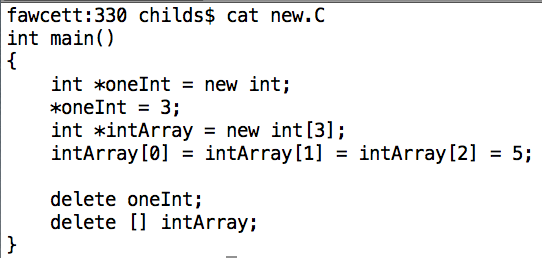 fawcett:330 childs$ cat new.C
int main()
{
    int *oneInt = new int;
    *oneInt = 3;
    int *intArray = new int[3];
    intArray[0] = intArray[1] = intArray[2] = 5;

    delete oneInt;
    delete [] intArray;
}